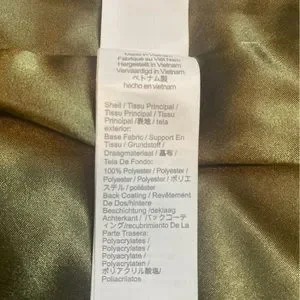 Made in Vietnam
Fabriqué au Viêt Nam
Hergestellt in Vietnam
Vervaardigd in Vietnam
ベトナム製
hecho en vietnam
Shell / Tissu Principal /
Tissu Principal / Tissu
Principal /表地 / tela
exterior:
Base Fabric / Support En
Tissu / Grundstoff /
Draagmateriaal / 基布 /
Tela De Fondo:
100% Polyester / Polyester /
Polyester / Polyester / ポリエ
ステル / poliéster
Back Coating / Revêtement
De Dos/hintere
Beschichtung /deklaag
Achterkant / バックコーテ
ィング/recubrimiento De La
Parte Trasera:
Polyacrylates /
Polyacrylates /
Polyacrylate /
Polyacrylaten /
ポリアクリル酸塩/
Poliacrilatos